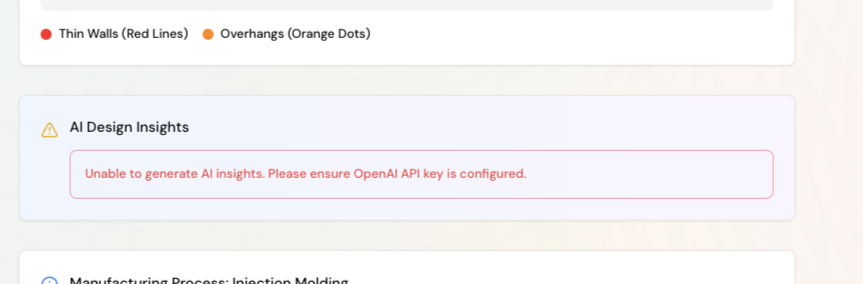 Thin Walls (Red Lines) Overhangs (Orange Dots)
AI Design Insights
Unable to generate AI insights. Please ensure OpenAI API key is configured.
Manufacturing Process: Injection Molding